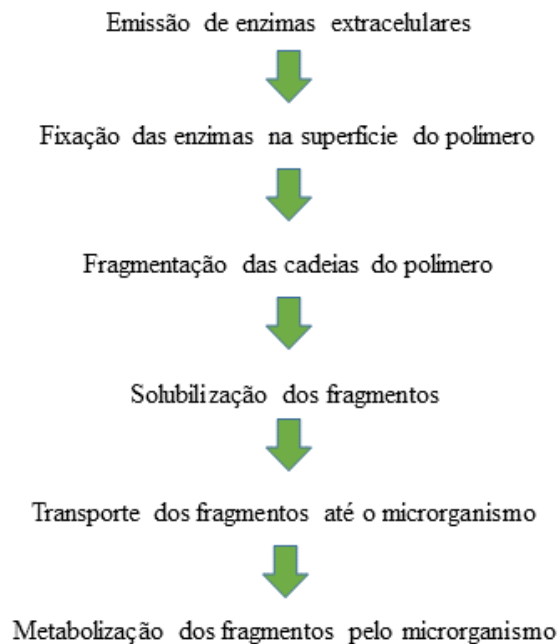 Emissão de enzimas extracelulares
Fixação das enzimas na superfície do polímero
Fragmentação das cadeias do polímero
Solubilização dos fragmentos
Transporte dos fragmentos até o microrganismo
Metabolização dos fragmentos pelo microrganismo